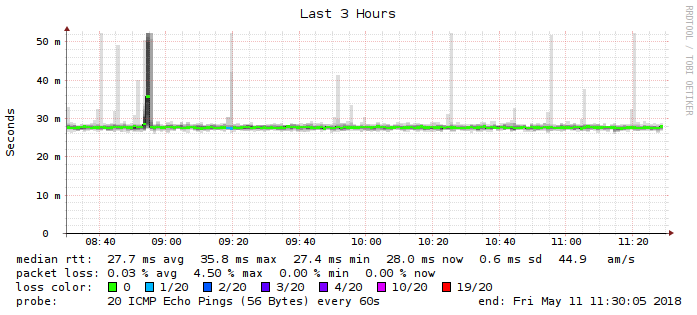 Last 3 Hours
RRDTOOL / TOBI OETIKER
Seconds
50 m
40 m
30 m
20 m
10 m
0
08:40 09:00 09:20 09:40 10:00 10:20 10:40 11:00 11:20
median rtt: 27.7 ms avg 35.8 ms max 27.4 ms min 28.0 ms now 0.6 ms sd 44.9 am/s
packet loss: 0.03 % avg 4.50 % max 0.00 % min 0.00 % now
loss color: 0 1/20 2/20 3/20 4/20 10/20 19/20
probe: 20 ICMP Echo Pings (56 Bytes) every 60s end: Fri May 11 11:30:05 2018